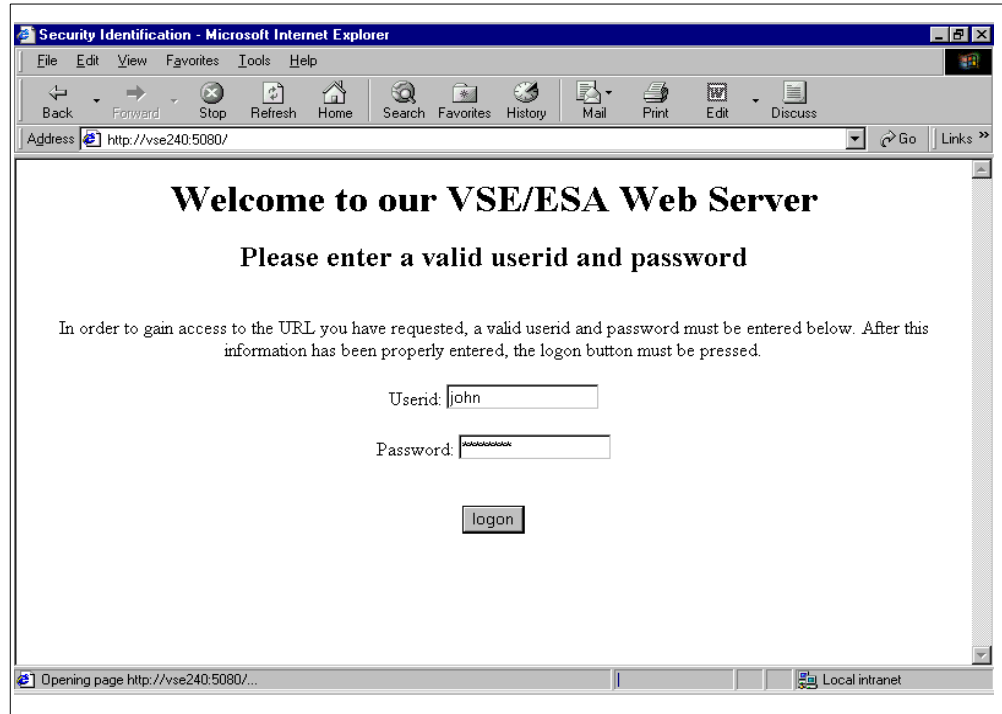 Security Identification - Microsoft Internet Explorer
File Edit View Favorites Tools Help
Back Forward Stop Refresh Home Search Favorites History Mail Print Edit Discuss
Address http://vse240:5080/ Go Links »
Welcome to our VSE/ESA Web Server
Please enter a valid userid and password
In order to gain access to the URL you have requested, a valid userid and password must be entered below. After this
information has been properly entered, the logon button must be pressed.
Userid: john
Password: *********
logon
Opening page http://vse240:5080/... Local intranet